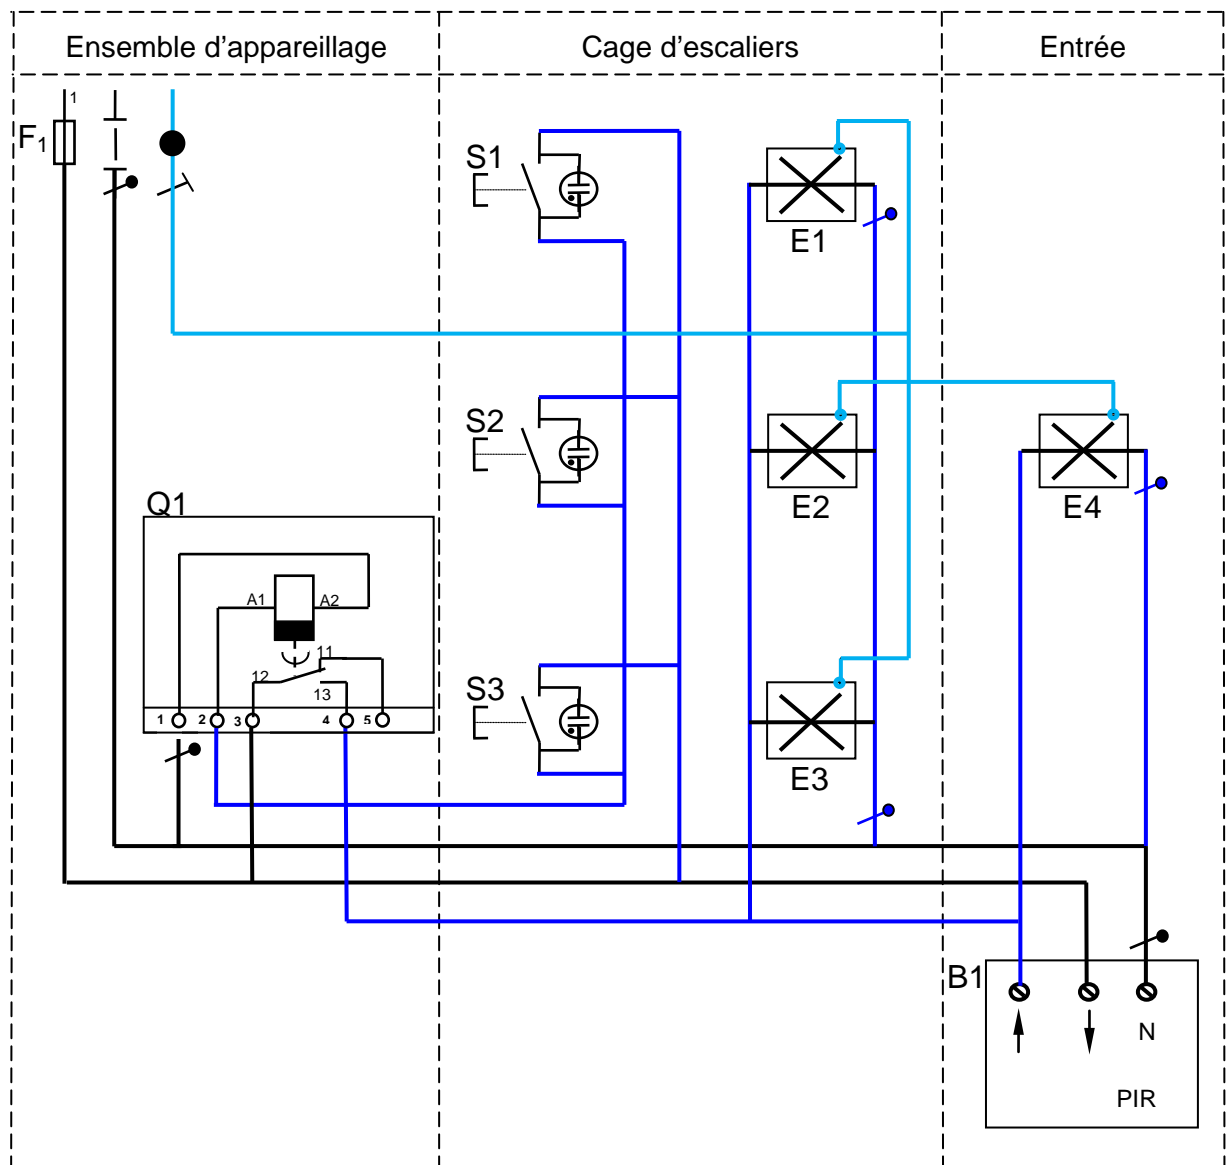 Ensemble d'appareillage
Cage d'escaliers
Entrée
1
F1
S1
E1
S2
E2
E4
Q1
A1
A2
11
12
13
1 2 3 4 5
S3
E3
B1
N
PIR